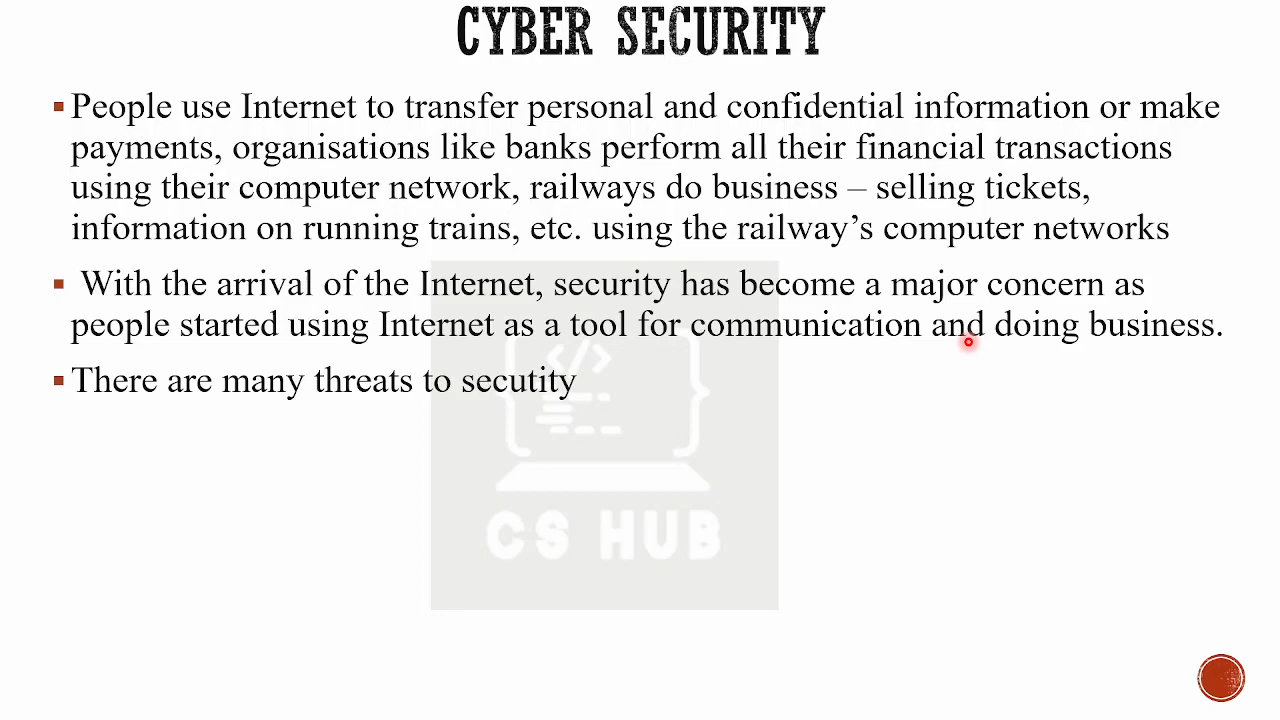 CYBER SECURITY
▪ People use Internet to transfer personal and confidential information or make
payments, organisations like banks perform all their financial transactions
using their computer network, railways do business – selling tickets,
information on running trains, etc. using the railway’s computer networks
▪ With the arrival of the Internet, security has become a major concern as
people started using Internet as a tool for communication and doing business.
▪ There are many threats to secutity
</>
CS HUB